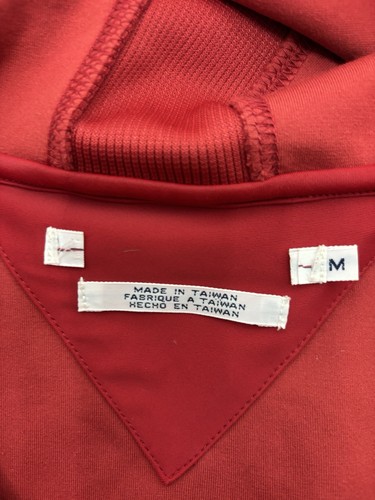 M
MADE IN TAIWAN
FABRIQUE A TAIWAN
HECHO EN TAIWAN